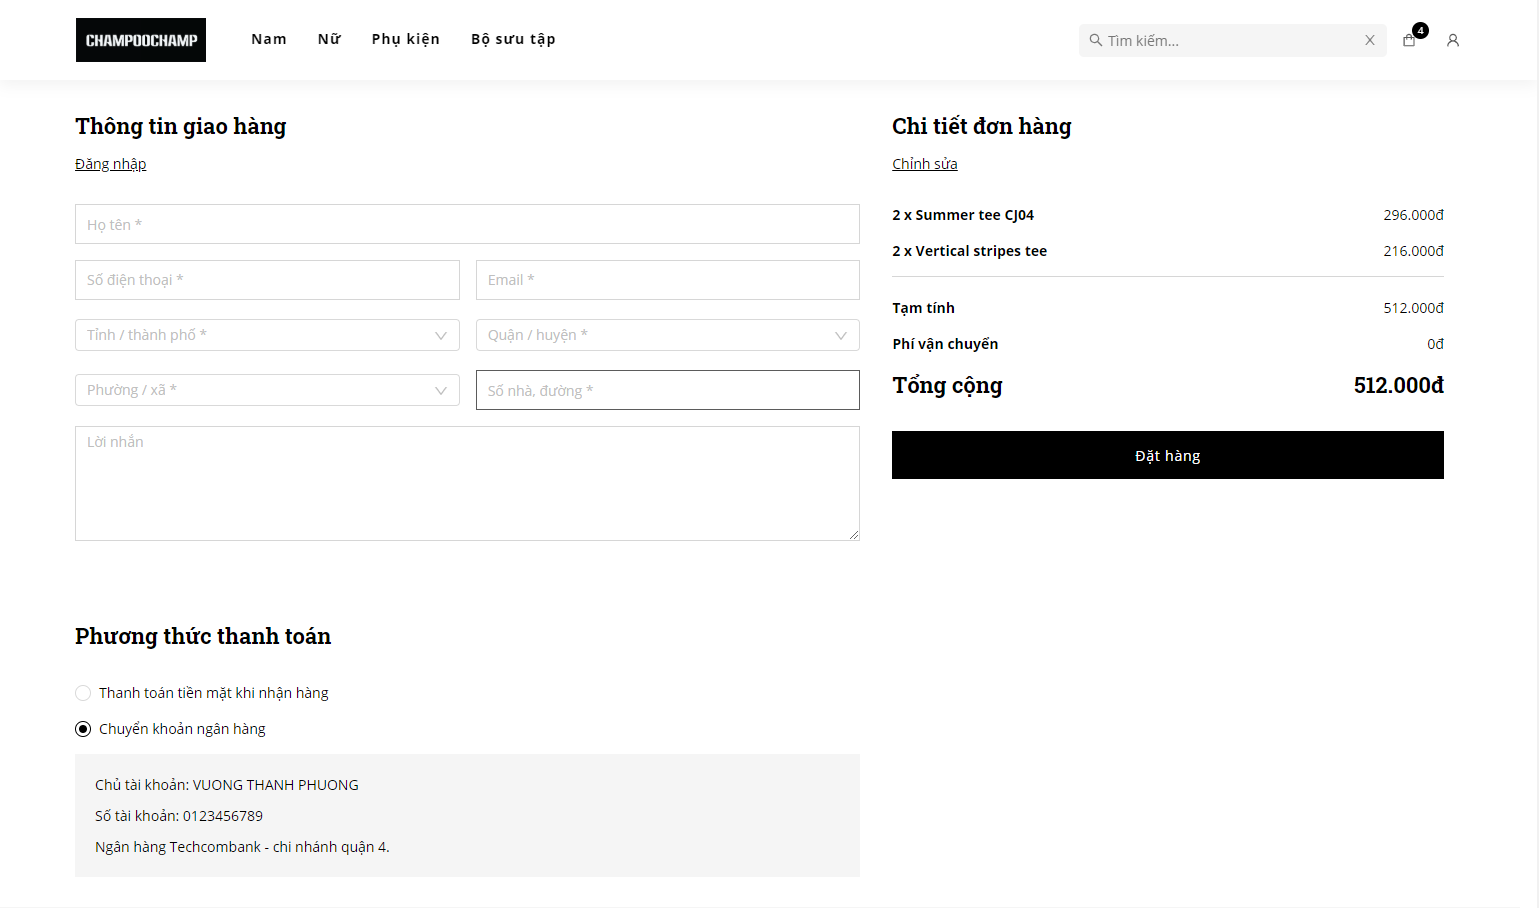 CHAMPOOCHAMP
Nam
Nữ
Phụ kiện
Bộ sưu tập
Tìm kiếm...
4
Thông tin giao hàng
Đăng nhập
Họ tên *
Số điện thoại *
Email *
Tỉnh / thành phố *
Quận / huyện *
Phường / xã *
Số nhà, đường *
Lời nhắn
Phương thức thanh toán
Thanh toán tiền mặt khi nhận hàng
Chuyển khoản ngân hàng
Chủ tài khoản: VUONG THANH PHUONG
Số tài khoản: 0123456789
Ngân hàng Techcombank - chi nhánh quận 4.
Chi tiết đơn hàng
Chỉnh sửa
2 x Summer tee CJ04 296.000đ
2 x Vertical stripes tee 216.000đ
Tạm tính 512.000đ
Phí vận chuyển 0đ
Tổng cộng 512.000đ
Đặt hàng